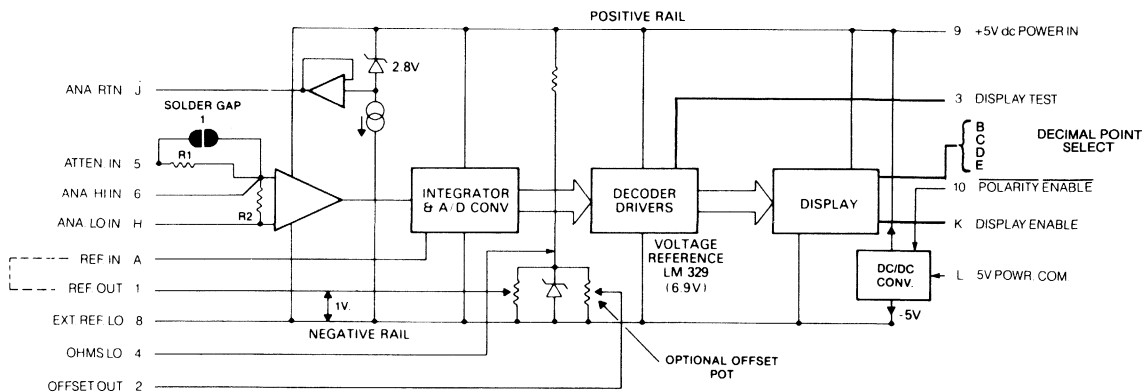 POSITIVE RAIL
9 +5V dc POWER IN
ANA RTN J
2.8V
SOLDER GAP
1
3 DISPLAY TEST
B
C
D
E
DECIMAL POINT
SELECT
ATTEN IN 5
R1
ANA HI IN 6
R2
ANA. LO IN H
INTEGRATOR
& A/D CONV
DECODER
DRIVERS
DISPLAY
10 POLARITY ENABLE
K DISPLAY ENABLE
REF IN A
VOLTAGE
REFERENCE
LM 329
(6.9V)
DC/DC
CONV.
L 5V POWR. COM
REF OUT 1
1V.
EXT REF. LO 8
NEGATIVE RAIL
-5V
OHMS LO 4
OPTIONAL OFFSET
POT
OFFSET OUT 2